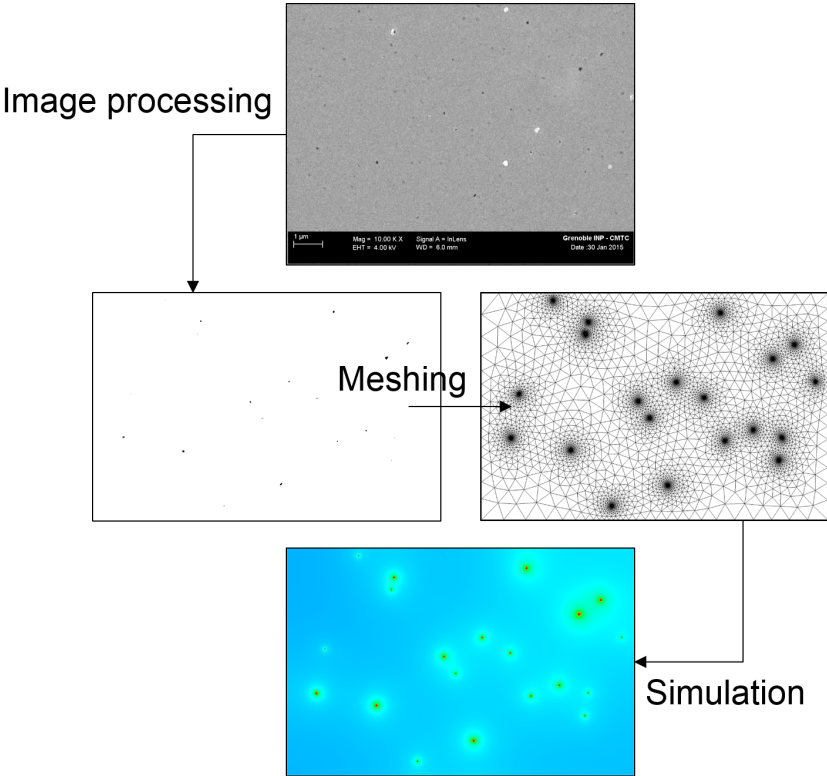 Image processing
1 µm
Mag = 10.00 K X
Signal A = InLens
Grenoble INP - CMTC
EHT = 4.00 kV
WD = 6.0 mm
Date :30 Jan 2015
Meshing
Simulation